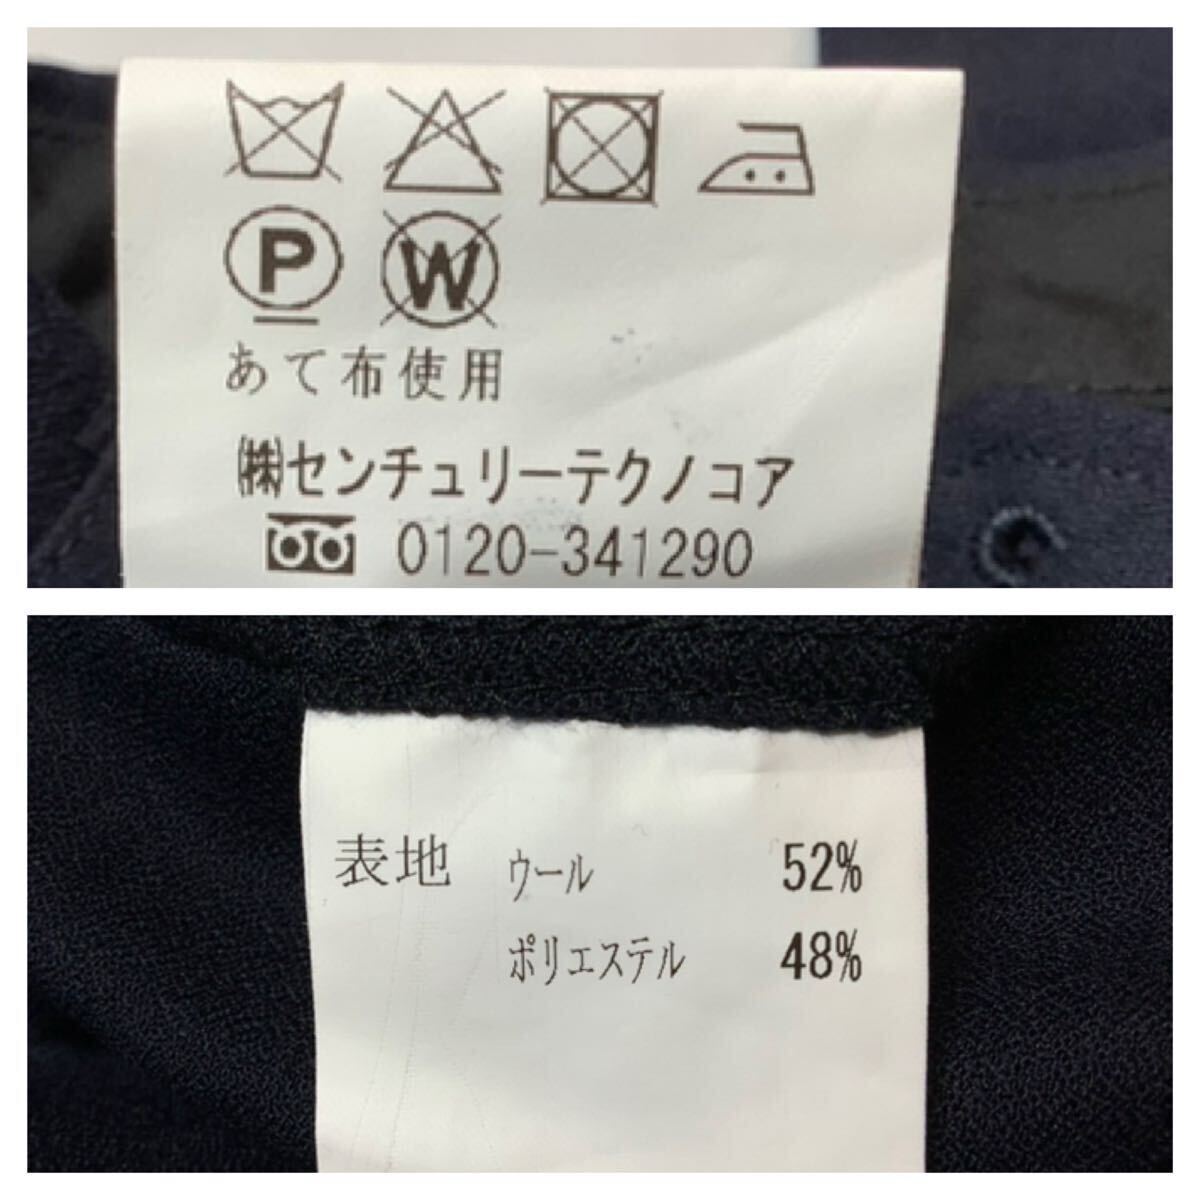 P W
あて布使用
㈱センチュリーテクノコア
0120-341290
表地 ウール 52%
ポリエステル 48%